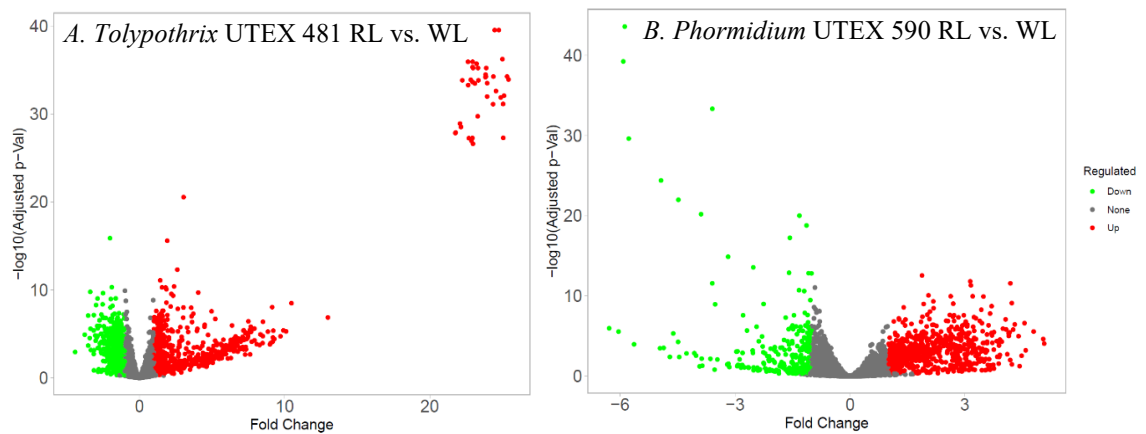 A. Tolypothrix UTEX 481 RL vs. WL
−log10(Adjusted p−Val)
40
30
20
10
0
0
10
20
Fold Change
B. Phormidium UTEX 590 RL vs. WL
−log10(Adjusted p−Val)
40
30
20
10
0
−6
−3
0
3
Fold Change
Regulated
Down
None
Up